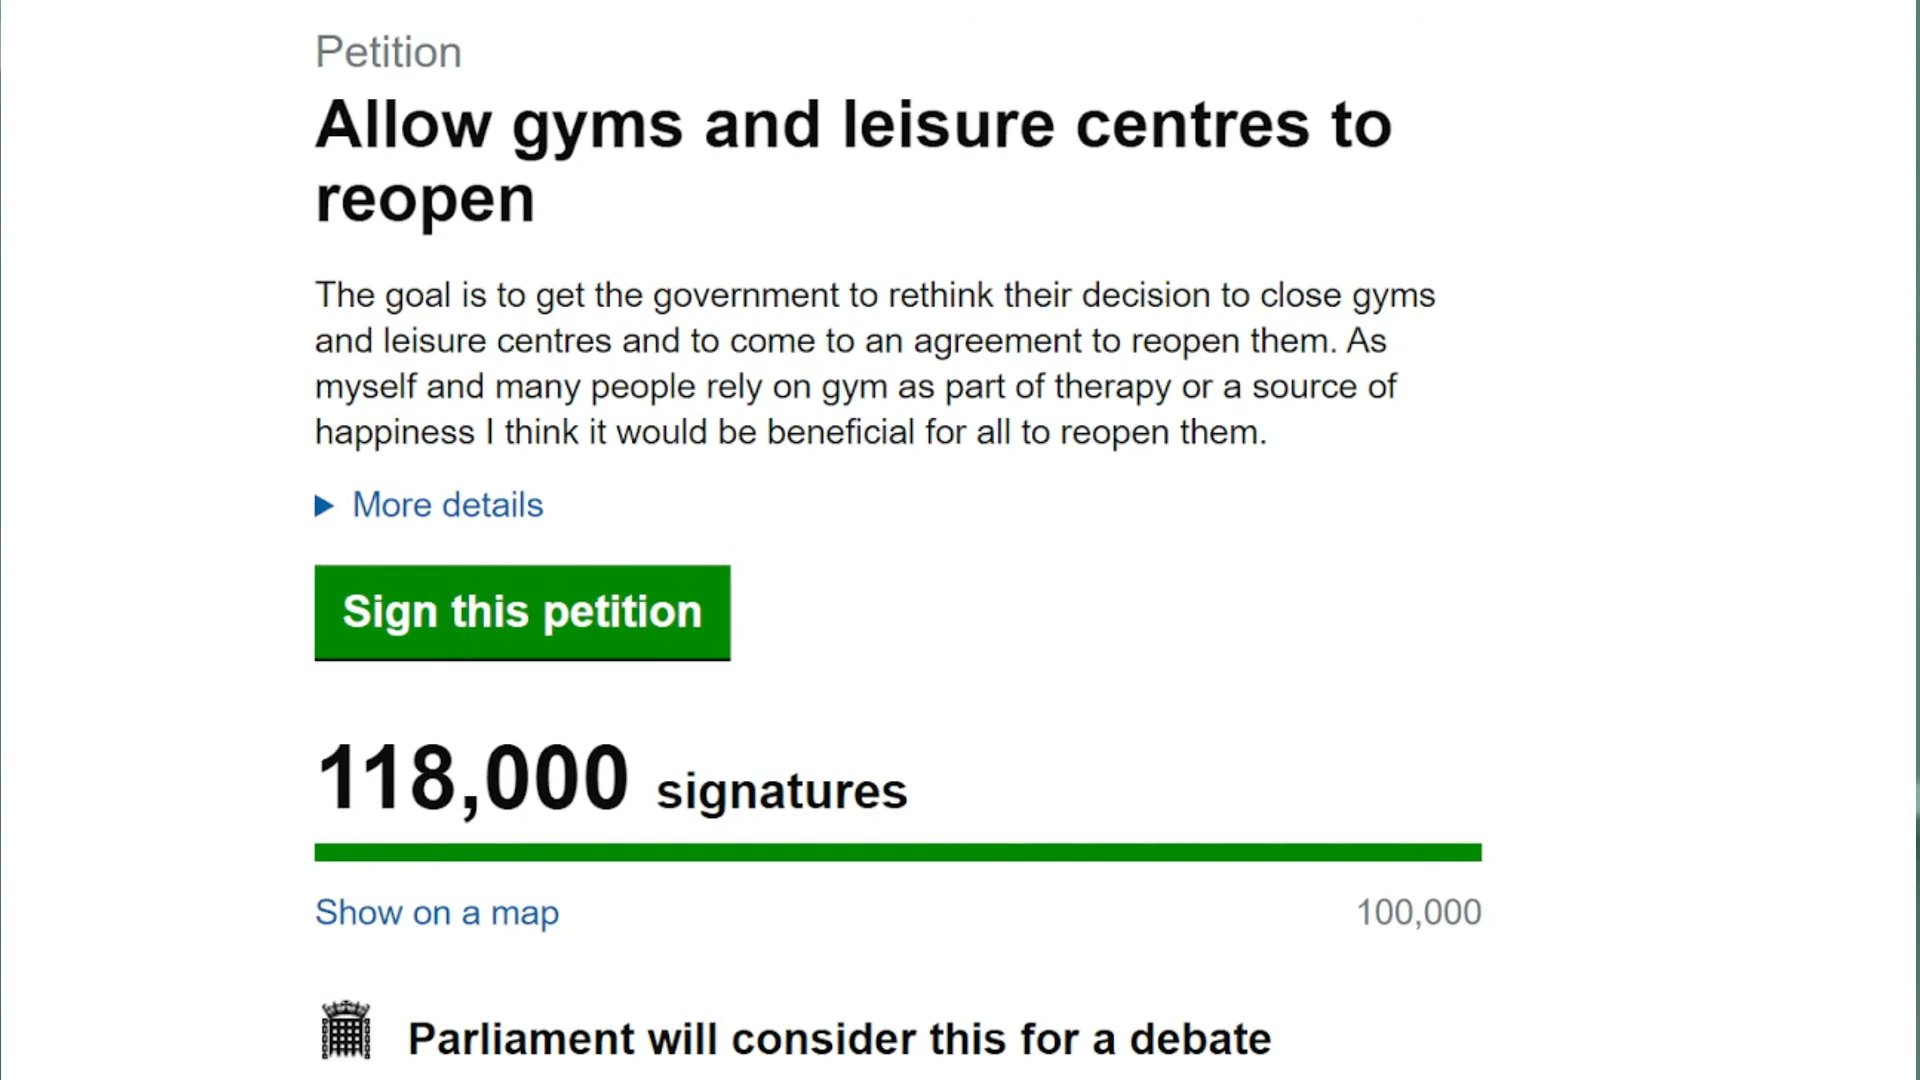 Petition
Allow gyms and leisure centres to
reopen
The goal is to get the government to rethink their decision to close gyms
and leisure centres and to come to an agreement to reopen them. As
myself and many people rely on gym as part of therapy or a source of
happiness I think it would be beneficial for all to reopen them.
More details
Sign this petition
118,000 signatures
Show on a map 100,000
Parliament will consider this for a debate